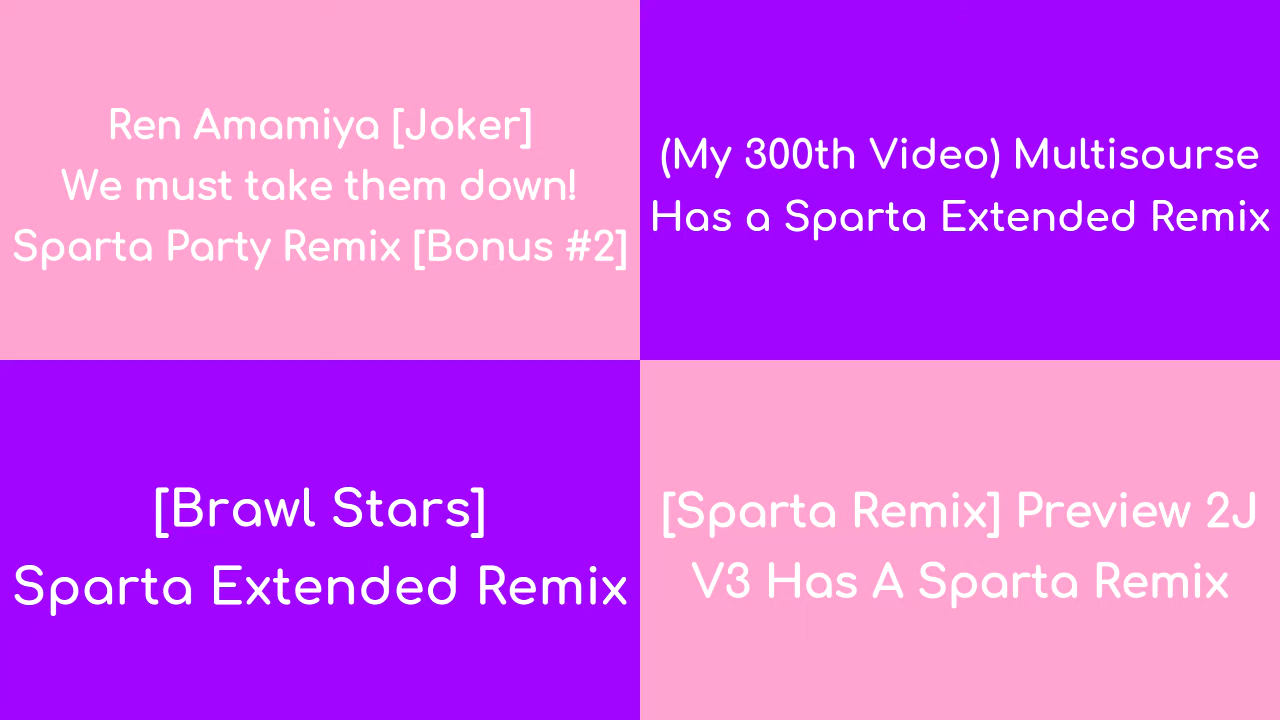 Ren Amamiya [Joker]
We must take them down!
Sparta Party Remix [Bonus #2]
(My 300th Video) Multisourse
Has a Sparta Extended Remix
[Brawl Stars]
Sparta Extended Remix
[Sparta Remix] Preview 2J
V3 Has A Sparta Remix